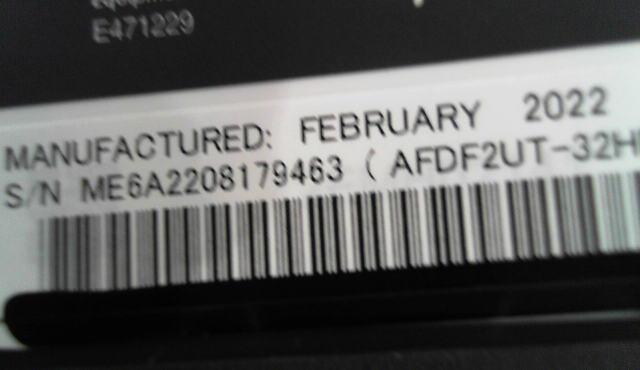 E471229
MANUFACTURED: FEBRUARY 2022
S/N ME6A2208179463 ( AFDF2UT-32H